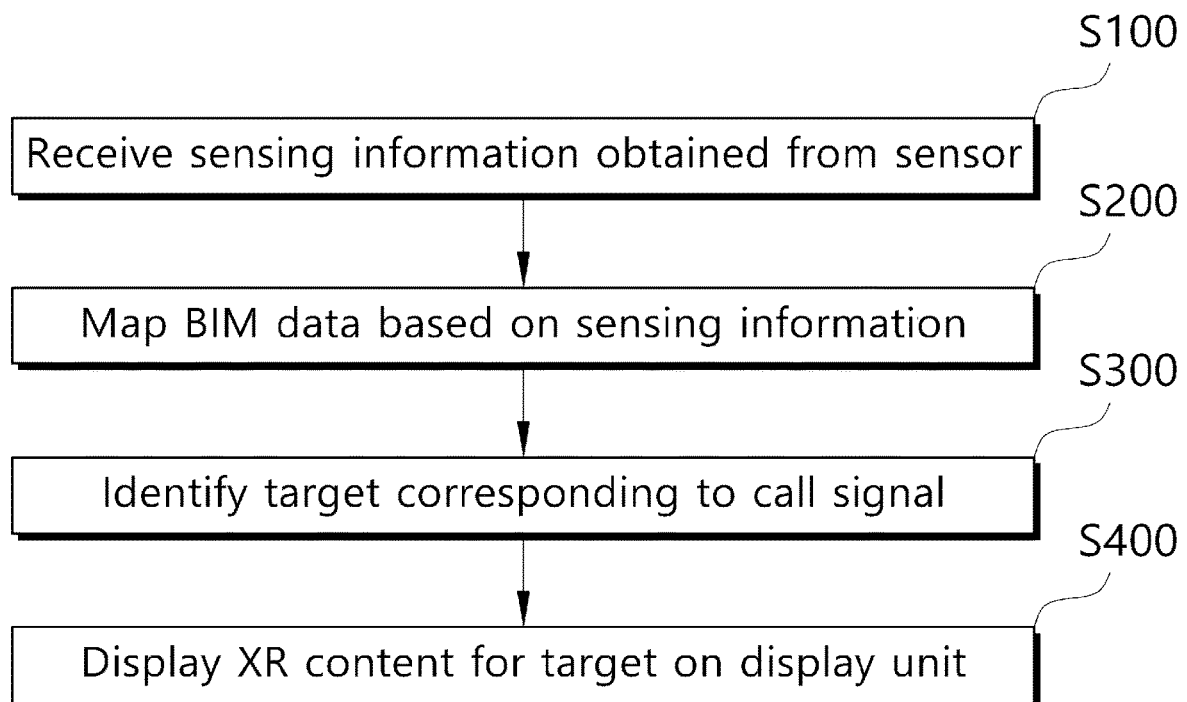 S100
Receive sensing information obtained from sensor
S200
Map BIM data based on sensing information
S300
Identify target corresponding to call signal
S400
Display XR content for target on display unit